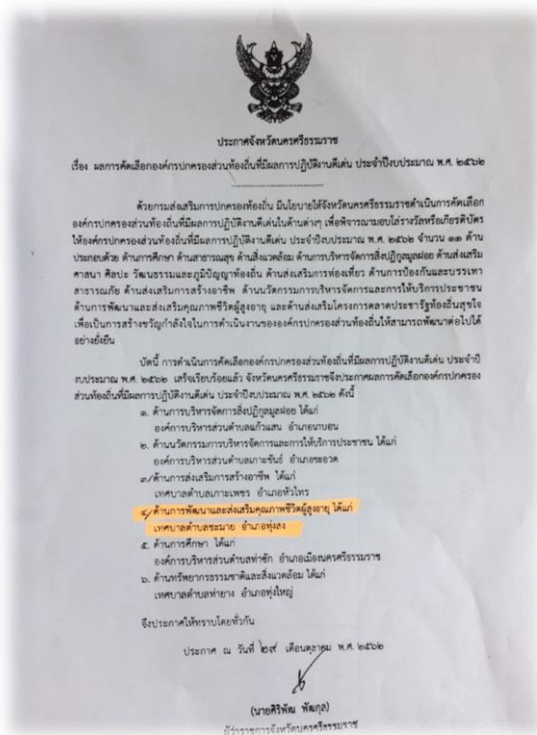 ประกาศจังหวัดนครศรีธรรมราช
เรื่อง ผลการคัดเลือกองค์กรปกครองส่วนท้องถิ่นที่มีผลการปฏิบัติงานดีเด่น ประจำปีงบประมาณ พ.ศ. ๒๕๖๒
ด้วยกรมส่งเสริมการปกครองท้องถิ่น มีนโยบายให้จังหวัดนครศรีธรรมราชดำเนินการคัดเลือก
องค์กรปกครองส่วนท้องถิ่นที่มีผลการปฏิบัติงานดีเด่นในด้านต่างๆ เพื่อพิจารณามอบโล่รางวัลหรือเกียรติบัตร
ให้องค์กรปกครองส่วนท้องถิ่นที่มีผลการปฏิบัติงานดีเด่น ประจำปีงบประมาณ พ.ศ. ๒๕๖๒ จำนวน ๑๑ ด้าน
ประกอบด้วย ด้านการศึกษา ด้านสาธารณสุข ด้านสิ่งแวดล้อม ด้านการบริหารจัดการสิ่งปฏิกูลมูลฝอย ด้านส่งเสริม
ศาสนา ศิลปะ วัฒนธรรมและภูมิปัญญาท้องถิ่น ด้านส่งเสริมการท่องเที่ยว ด้านการป้องกันและบรรเทา
สาธารณภัย ด้านส่งเสริมการสร้างอาชีพ ด้านนวัตกรรมการบริหารจัดการและการให้บริการประชาชน
ด้านการพัฒนาและส่งเสริมคุณภาพชีวิตผู้สูงอายุ และด้านส่งเสริมโครงการตลาดประชารัฐท้องถิ่นสุขใจ
เพื่อเป็นการสร้างขวัญกำลังใจในการดำเนินงานขององค์กรปกครองส่วนท้องถิ่นให้สามารถพัฒนาต่อไปได้
อย่างยั่งยืน
บัดนี้ การดำเนินการคัดเลือกองค์กรปกครองส่วนท้องถิ่นที่มีผลการปฏิบัติงานดีเด่น ประจำปี
งบประมาณ พ.ศ. ๒๕๖๒ เสร็จเรียบร้อยแล้ว จังหวัดนครศรีธรรมราชจึงประกาศผลการคัดเลือกองค์กรปกครอง
ส่วนท้องถิ่นที่มีผลการปฏิบัติงานดีเด่น ประจำปีงบประมาณ พ.ศ. ๒๕๖๒ ดังนี้
๑. ด้านการบริหารจัดการสิ่งปฏิกูลมูลฝอย ได้แก่
องค์การบริหารส่วนตำบลแก้วแสน อำเภอนาบอน
๒. ด้านนวัตกรรมการบริหารจัดการและการให้บริการประชาชน ได้แก่
องค์การบริหารส่วนตำบลเกาะขันธ์ อำเภอชะอวด
๓. ด้านการส่งเสริมการสร้างอาชีพ ได้แก่
เทศบาลตำบลเกาะเพชร อำเภอหัวไทร
๔. ด้านการพัฒนาและส่งเสริมคุณภาพชีวิตผู้สูงอายุ ได้แก่
เทศบาลตำบลชะมาย อำเภอทุ่งสง
๕. ด้านการศึกษา ได้แก่
องค์การบริหารส่วนตำบลท่าซัก อำเภอเมืองนครศรีธรรมราช
๖. ด้านทรัพยากรธรรมชาติและสิ่งแวดล้อม ได้แก่
เทศบาลตำบลท่ายาง อำเภอทุ่งใหญ่
จึงประกาศให้ทราบโดยทั่วกัน
ประกาศ ณ วันที่ ๒๙ เดือนตุลาคม พ.ศ. ๒๕๖๒
(นายศิริพัฒ พัฒกุล)
ผู้ว่าราชการจังหวัดนครศรีธรรมราช